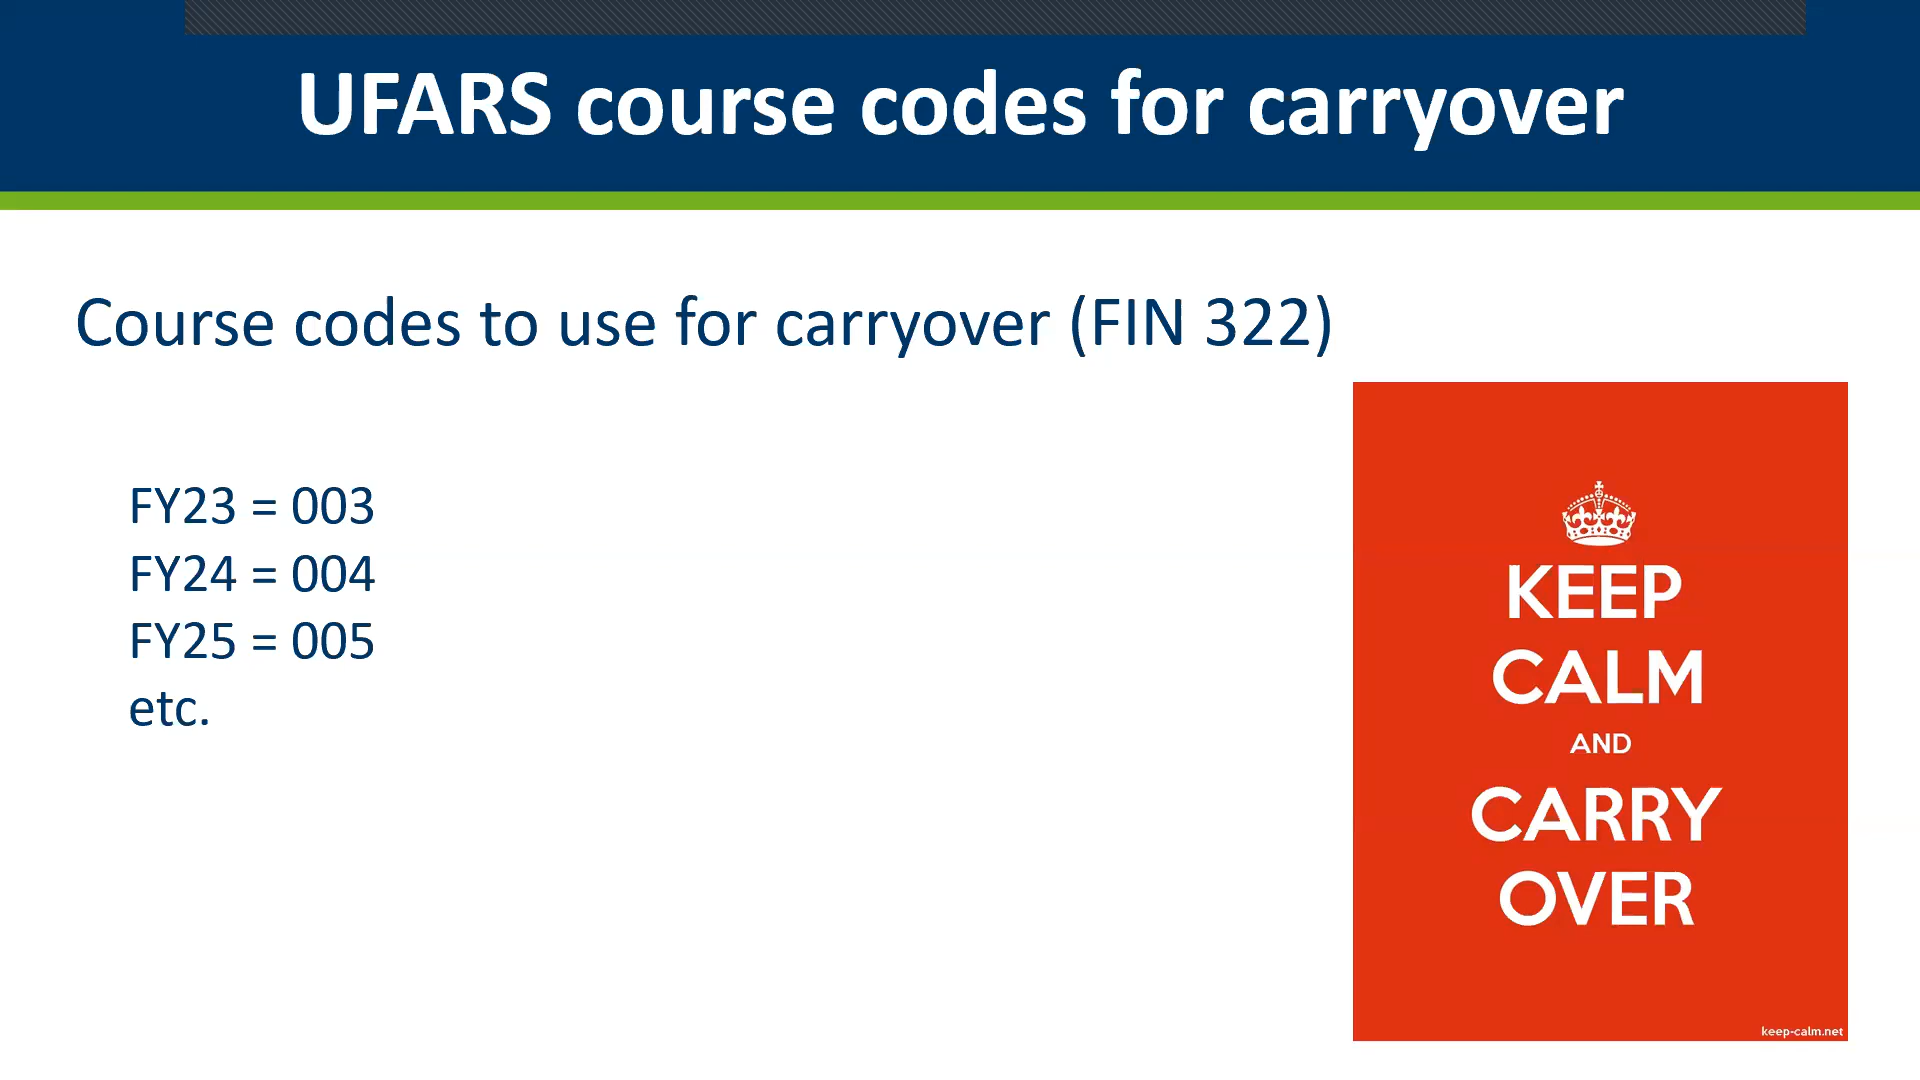 UFARS course codes for carryover
Course codes to use for carryover (FIN 322)
FY23 = 003
FY24 = 004
FY25 = 005
etc.
KEEP
CALM
AND
CARRY
OVER
keep-calm.net